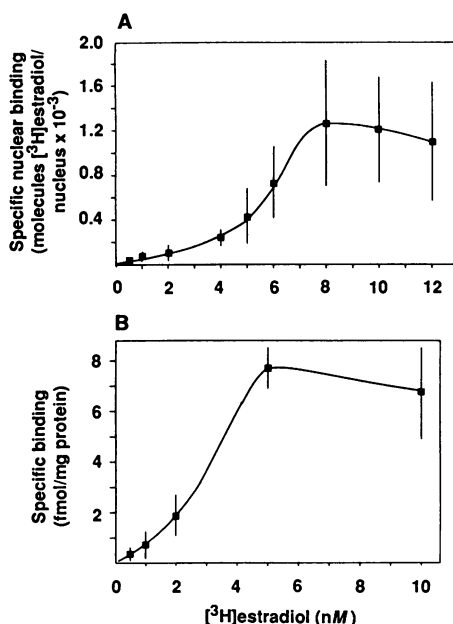 A
Specific nuclear binding
(molecules [³H]estradiol/
nucleus x 10⁻³
2.0
1.6
1.2
0.8
0.4
0 2 4 6 8 10 12
B
Specific binding
(fmol/mg protein)
8
6
4
2
0 2 4 6 8 10
[³H]estradiol (nM)